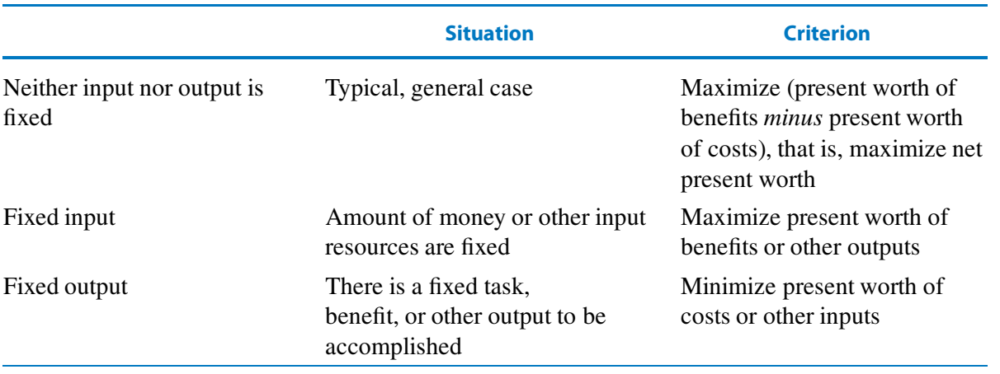 Situation Criterion
Neither input nor output is Typical, general case Maximize (present worth of
fixed benefits minus present worth
of costs), that is, maximize net
present worth
Fixed input Amount of money or other input Maximize present worth of
resources are fixed benefits or other outputs
Fixed output There is a fixed task, Minimize present worth of
benefit, or other output to be costs or other inputs
accomplished